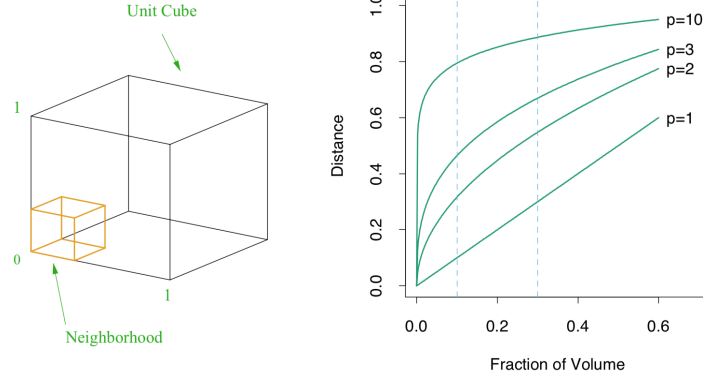 Unit Cube
1
0
1
Neighborhood
1.0
0.8
0.6
0.4
0.2
0.0
Distance
p=10
p=3
p=2
p=1
0.0 0.2 0.4 0.6
Fraction of Volume